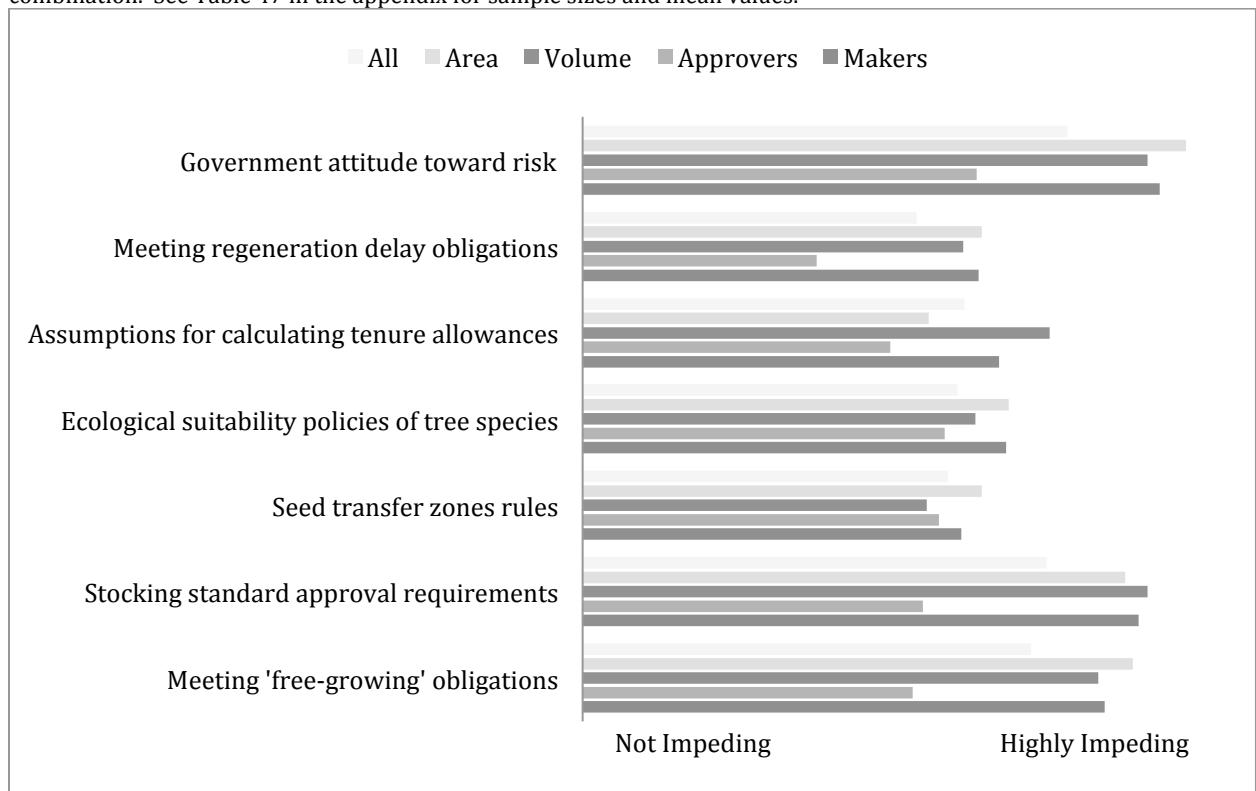 combination. See Table 17 in the appendix for sample sizes and mean values.
All Area Volume Approvers Makers
Government attitude toward risk
Meeting regeneration delay obligations
Assumptions for calculating tenure allowances
Ecological suitability policies of tree species
Seed transfer zones rules
Stocking standard approval requirements
Meeting 'free-growing' obligations
Not Impeding Highly Impeding